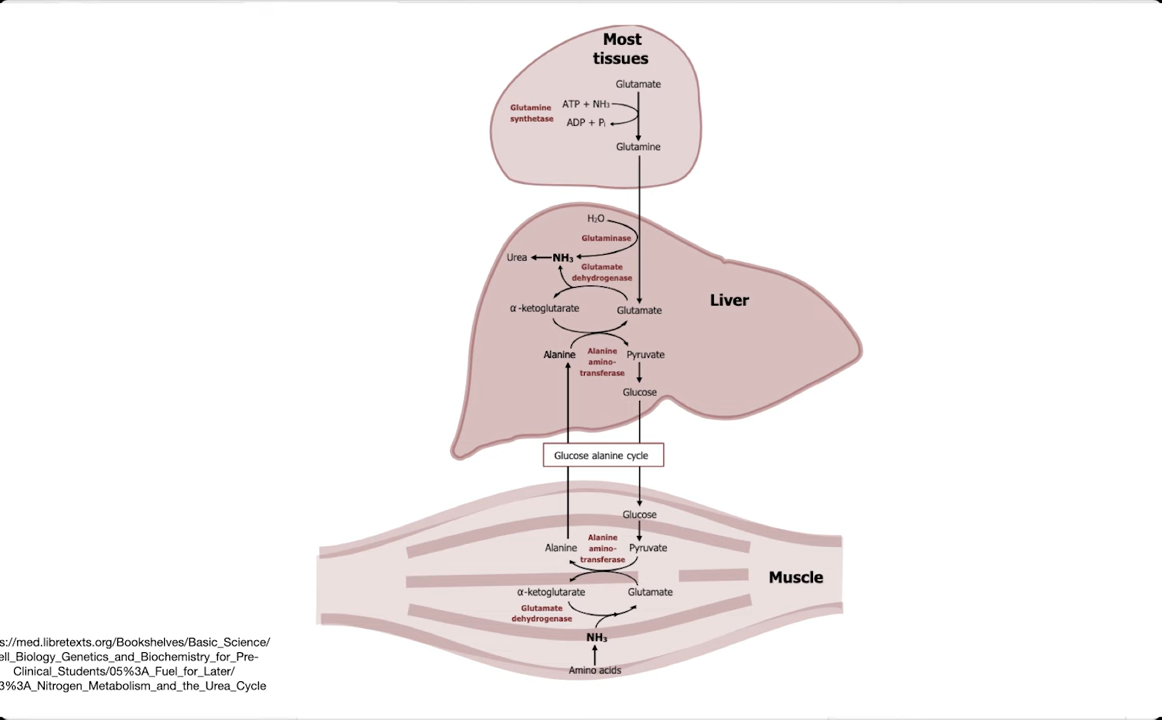 Most
tissues
Glutamate
Glutamine
synthetase
ATP + NH₃
ADP + Pᵢ
Glutamine
H₂O
Glutaminase
Urea
NH₃
Glutamate
dehydrogenase
Liver
α-ketoglutarate
Glutamate
Alanine
Alanine
amino-
transferase
Pyruvate
Glucose
Glucose alanine cycle
Glucose
Alanine
Alanine
amino-
transferase
Pyruvate
Muscle
α-ketoglutarate
Glutamate
Glutamate
dehydrogenase
NH₃
Amino acids
s://med.libretexts.org/Bookshelves/Basic_Science/
ell_Biology_Genetics_and_Biochemistry_for_Pre-
Clinical_Students/05%3A_Fuel_for_Later/
3%3A_Nitrogen_Metabolism_and_the_Urea_Cycle